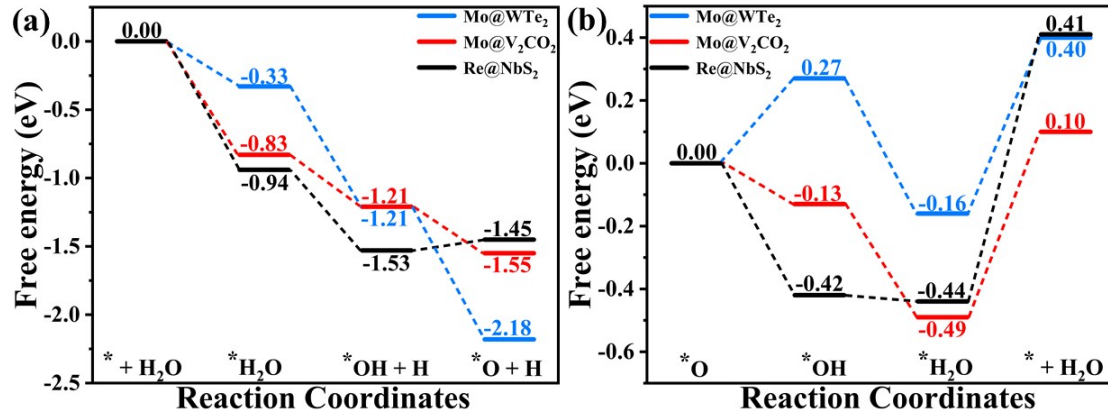 (a)
Mo@WTe₂
Mo@V₂CO₂
Re@NbS₂
Free energy (eV)
0.0
-0.5
-1.0
-1.5
-2.0
-2.5
0.00
-0.33
-0.83
-0.94
-1.21
-1.21
-1.53
-1.45
-1.55
-2.18
* + H₂O
*H₂O
*OH + H
*O + H
Reaction Coordinates
(b)
Mo@WTe₂
Mo@V₂CO₂
Re@NbS₂
Free energy (eV)
0.4
0.2
0.0
-0.2
-0.4
-0.6
0.00
0.27
-0.13
-0.42
-0.16
-0.44
-0.49
0.41
0.40
0.10
*O
*OH
*H₂O
* + H₂O
Reaction Coordinates